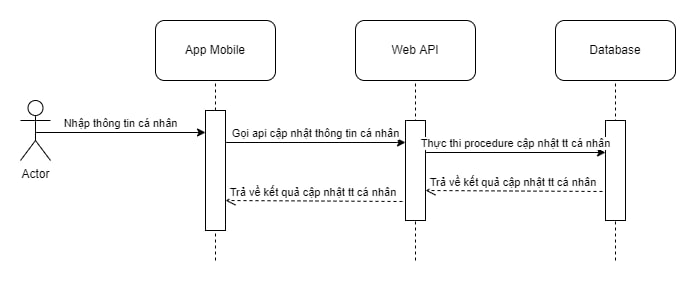 App Mobile
Web API
Database
Nhập thông tin cá nhân
Gọi api cập nhật thông tin cá nhân
Thực thi procedure cập nhật tt cá nhân
Actor
Trả về kết quả cập nhật tt cá nhân
Trả về kết quả cập nhật tt cá nhân